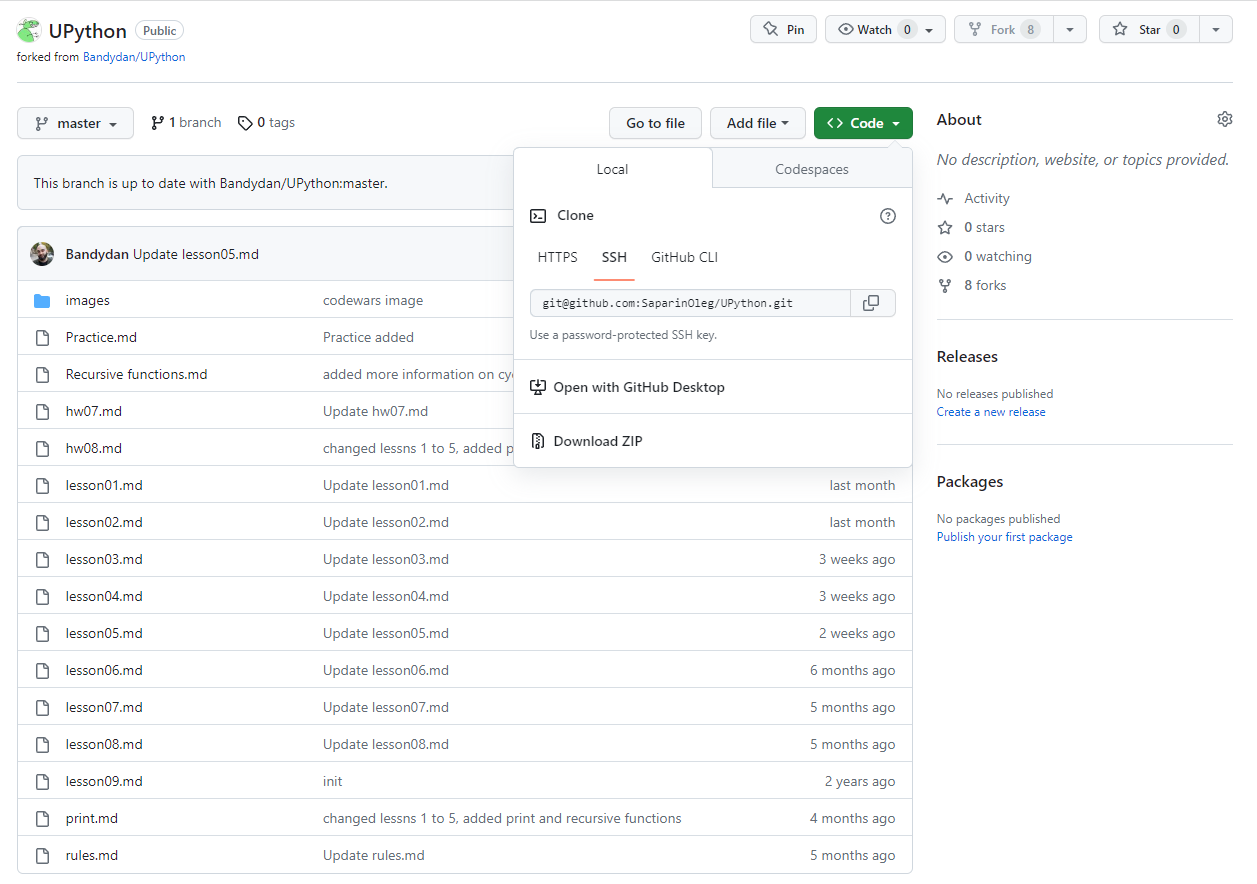 UPython Public
Pin
Watch 0
Fork 8
Star 0
forked from Bandydan/UPython
master
1 branch
0 tags
Go to file
Add file
Code
This branch is up to date with Bandydan/UPython:master.
Local
Codespaces
Clone
HTTPS
SSH
GitHub CLI
git@github.com:SaparinOleg/UPython.git
Use a password-protected SSH key.
Open with GitHub Desktop
Download ZIP
Bandydan Update lesson05.md
images codewars image
Practice.md Practice added
Recursive functions.md added more information on cy
hw07.md Update hw07.md
hw08.md changed lessns 1 to 5, added p
lesson01.md Update lesson01.md last month
lesson02.md Update lesson02.md last month
lesson03.md Update lesson03.md 3 weeks ago
lesson04.md Update lesson04.md 3 weeks ago
lesson05.md Update lesson05.md 2 weeks ago
lesson06.md Update lesson06.md 6 months ago
lesson07.md Update lesson07.md 5 months ago
lesson08.md Update lesson08.md 5 months ago
lesson09.md init 2 years ago
print.md changed lessns 1 to 5, added print and recursive functions 4 months ago
rules.md Update rules.md 5 months ago
About
No description, website, or topics provided.
Activity
0 stars
0 watching
8 forks
Releases
No releases published
Create a new release
Packages
No packages published
Publish your first package